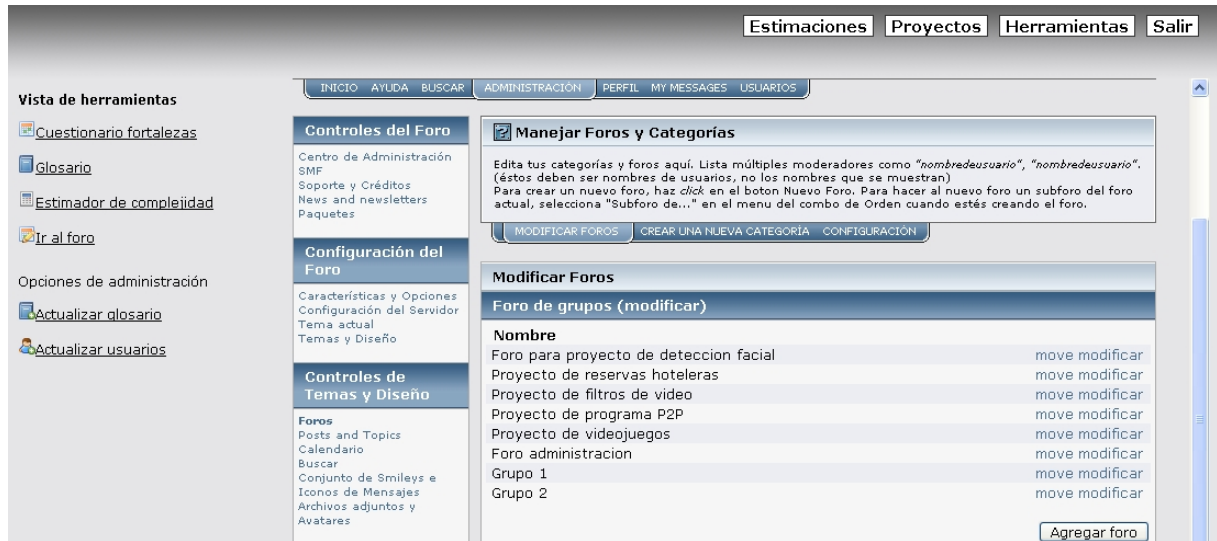 Estimaciones Proyectos Herramientas Salir
Vista de herramientas
Cuestionario fortalezas
Glosario
Estimador de complejidad
Ir al foro
Opciones de administración
Actualizar glosario
Actualizar usuarios
INICIO AYUDA BUSCAR ADMINISTRACIÓN PERFIL MY MESSAGES USUARIOS
Controles del Foro
Centro de Administración
SMF
Soporte y Créditos
News and newsletters
Paquetes
Configuración del
Foro
Características y Opciones
Configuración del Servidor
Tema actual
Temas y Diseño
Controles de
Temas y Diseño
Foros
Posts and Topics
Calendario
Buscar
Conjunto de Smileys e
Iconos de Mensajes
Archivos adjuntos y
Avatares
Manejar Foros y Categorías
Edita tus categorías y foros aquí. Lista múltiples moderadores como "nombredeusuario", "nombredeusuario".
(éstos deben ser nombres de usuarios, no los nombres que se muestran)
Para crear un nuevo foro, haz click en el boton Nuevo Foro. Para hacer al nuevo foro un subforo del foro
actual, selecciona "Subforo de..." en el menu del combo de Orden cuando estés creando el foro.
MODIFICAR FOROS CREAR UNA NUEVA CATEGORÍA CONFIGURACIÓN
Modificar Foros
Foro de grupos (modificar)
Nombre
Foro para proyecto de deteccion facial move modificar
Proyecto de reservas hoteleras move modificar
Proyecto de filtros de video move modificar
Proyecto de programa P2P move modificar
Proyecto de videojuegos move modificar
Foro administracion move modificar
Grupo 1 move modificar
Grupo 2 move modificar
Agregar foro